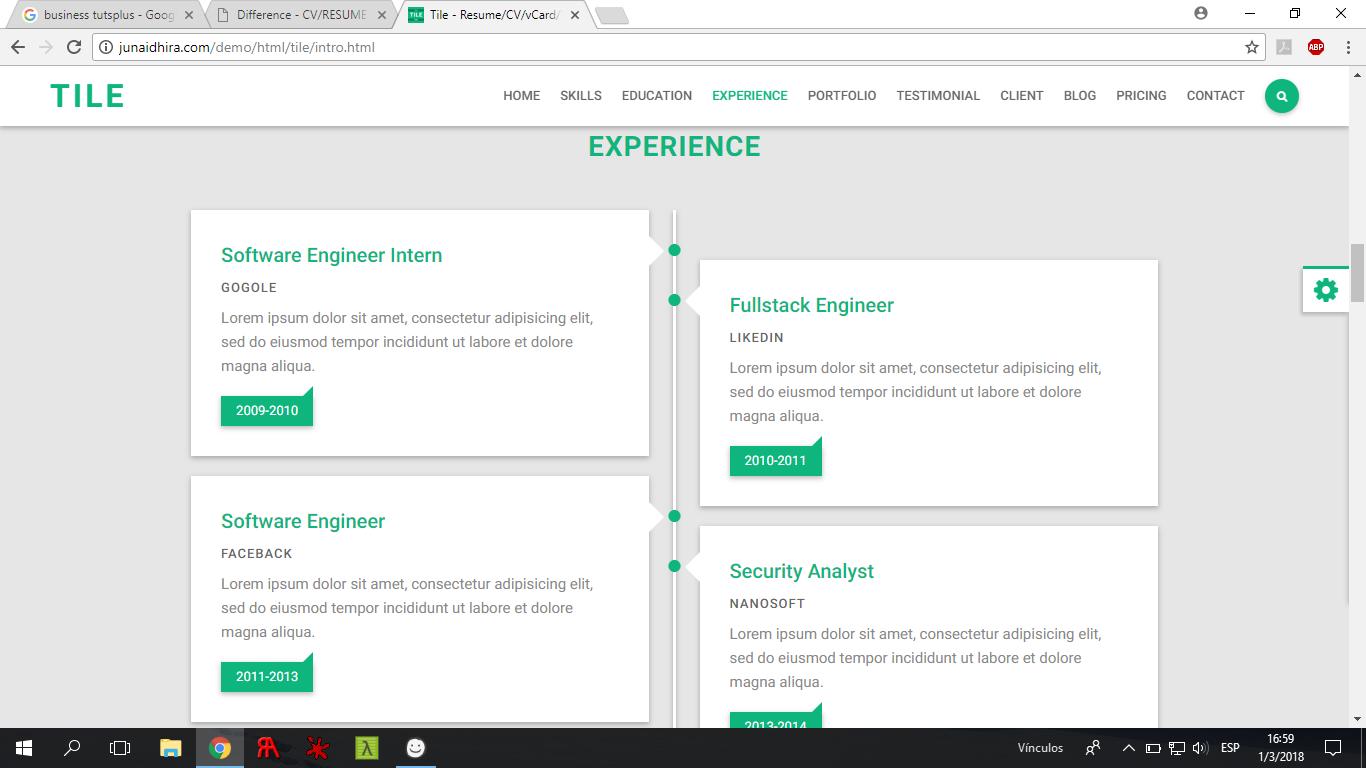 business tutsplus - Goog
Difference - CV/RESUME
Tile - Resume/CV/vCard/
junaidhira.com/demo/html/tile/intro.html
ABP
TILE
HOME SKILLS EDUCATION EXPERIENCE PORTFOLIO TESTIMONIAL CLIENT BLOG PRICING CONTACT
EXPERIENCE
Software Engineer Intern
GOGOLE
Lorem ipsum dolor sit amet, consectetur adipisicing elit,
sed do eiusmod tempor incididunt ut labore et dolore
magna aliqua.
2009-2010
Fullstack Engineer
LIKEDIN
Lorem ipsum dolor sit amet, consectetur adipisicing elit,
sed do eiusmod tempor incididunt ut labore et dolore
magna aliqua.
2010-2011
Software Engineer
FACEBACK
Lorem ipsum dolor sit amet, consectetur adipisicing elit,
sed do eiusmod tempor incididunt ut labore et dolore
magna aliqua.
2011-2013
Security Analyst
NANOSOFT
Lorem ipsum dolor sit amet, consectetur adipisicing elit,
sed do eiusmod tempor incididunt ut labore et dolore
magna aliqua.
2013-2014
Vínculos
ESP
16:59
1/3/2018